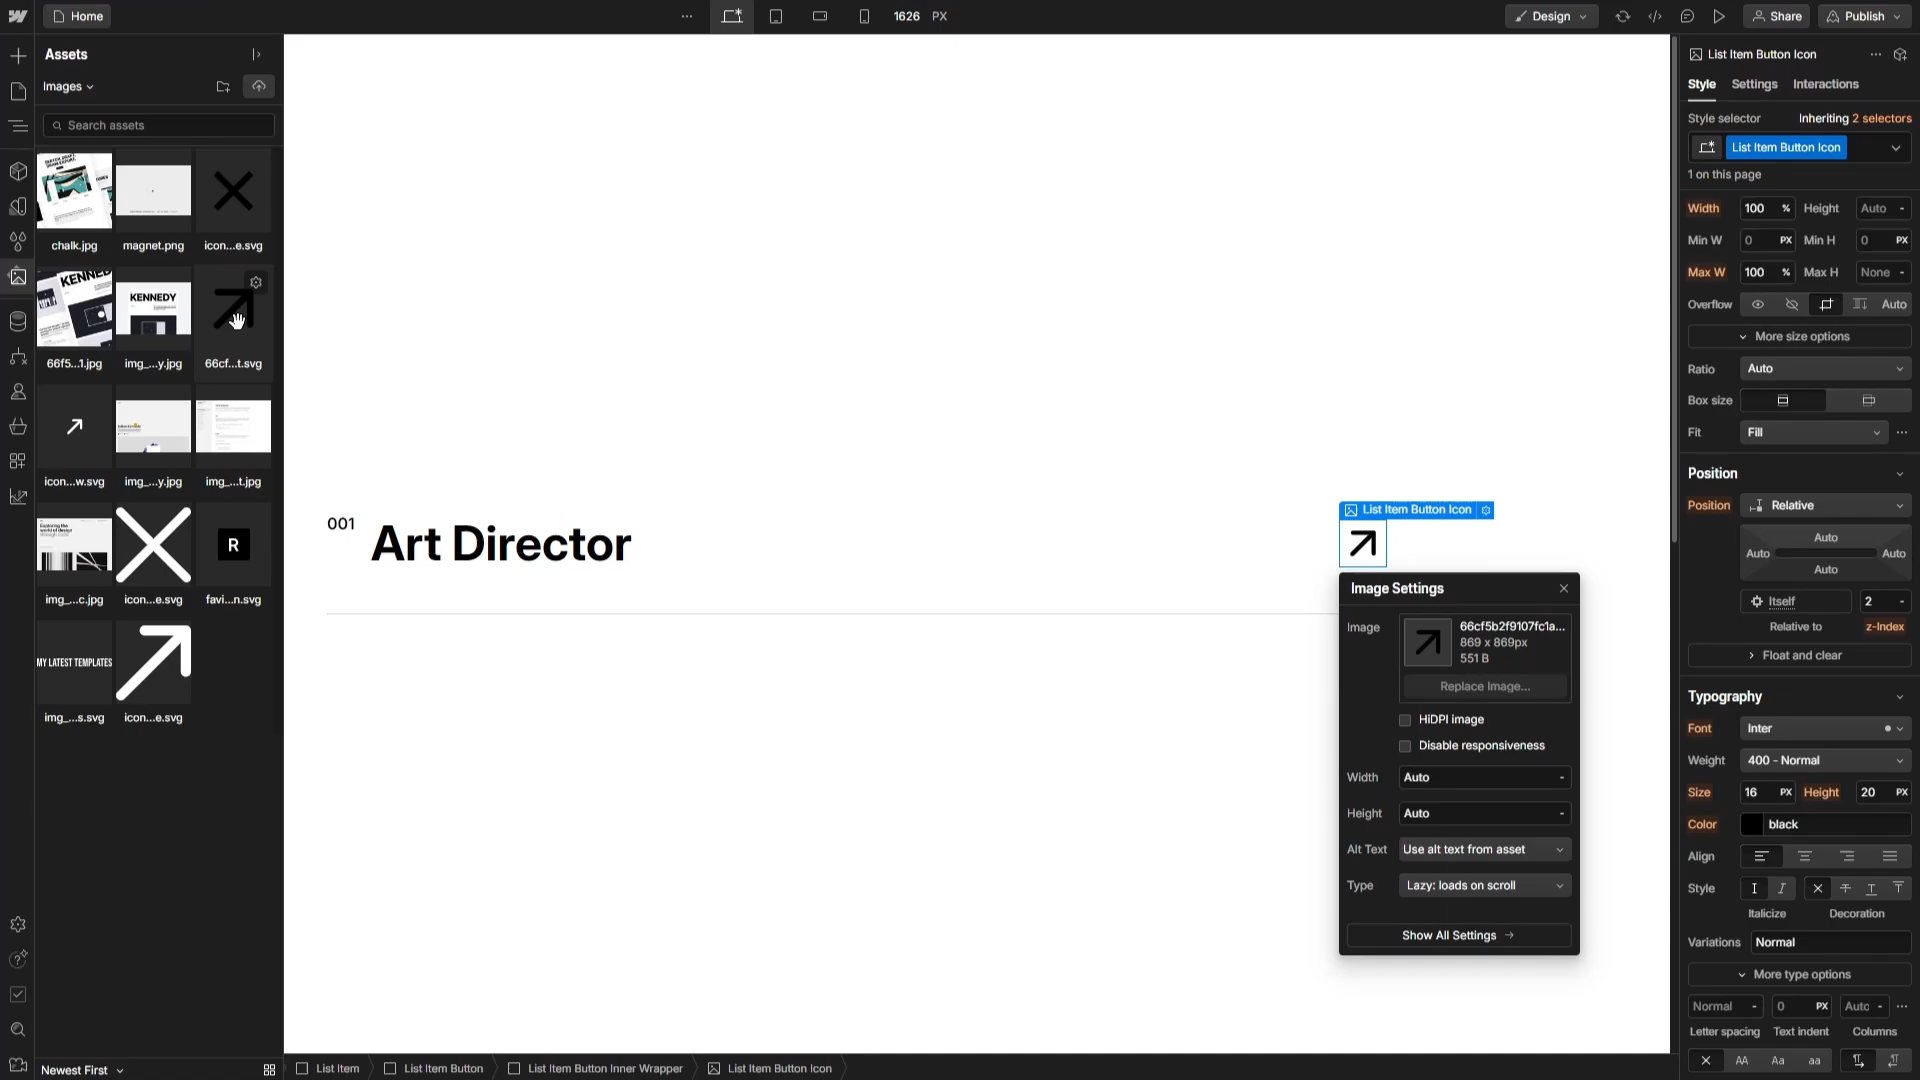 Home
1626 PX
Design
Share
Publish
Assets
Images
Search assets
chalk.jpg
magnet.png
icon...e.svg
KENNEDY
KENNEDY
66f5...1.jpg
img_...y.jpg
66cf...t.svg
icon...w.svg
img_...y.jpg
img_...t.jpg
Exploring the
world of design
R
img_...c.jpg
icon...e.svg
favi...n.svg
MY LATEST TEMPLATES
img_...s.svg
icon...e.svg
Newest First
001
Art Director
List Item Button Icon
Image Settings
Image
66cf5b2f9107fc1a...
869 x 869px
551 B
Replace Image...
HiDPI image
Disable responsiveness
Width
Auto
-
Height
Auto
-
Alt Text
Use alt text from asset
Type
Lazy: loads on scroll
Show All Settings
List Item
List Item Button
List Item Button Inner Wrapper
List Item Button Icon
List Item Button Icon
Style
Settings
Interactions
Style selector
Inheriting 2 selectors
List Item Button Icon
1 on this page
Width
100 %
Height
Auto -
Min W
0 PX
Min H
0 PX
Max W
100 %
Max H
None -
Overflow
Auto
More size options
Ratio
Auto
Box size
Fit
Fill
Position
Position
Relative
Auto
Auto
Auto
Auto
Itself
2 -
Relative to
z-Index
Float and clear
Typography
Font
Inter
Weight
400 - Normal
Size
16 PX
Height
20 PX
Color
black
Align
Style
I I
T T T
Italicize
Decoration
Variations
Normal
More type options
Normal -
0 PX
Auto -
Letter spacing
Text indent
Columns
AA Aa aa